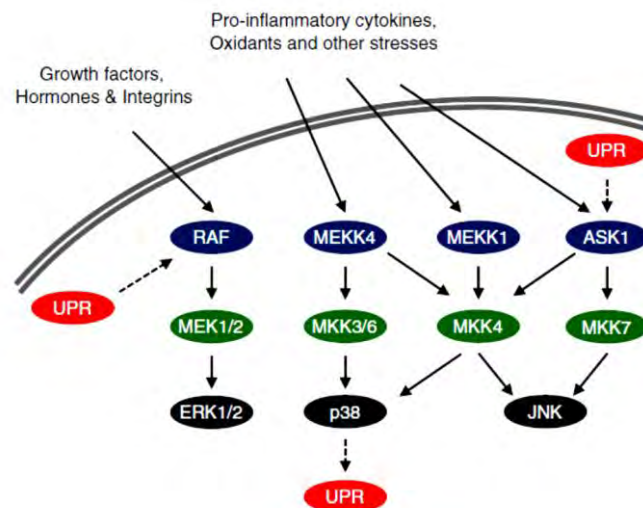 Pro-inflammatory cytokines,
Oxidants and other stresses
Growth factors,
Hormones & Integrins
UPR
RAF
MEKK4
MEKK1
ASK1
UPR
MEK1/2
MKK3/6
MKK4
MKK7
ERK1/2
p38
JNK
UPR